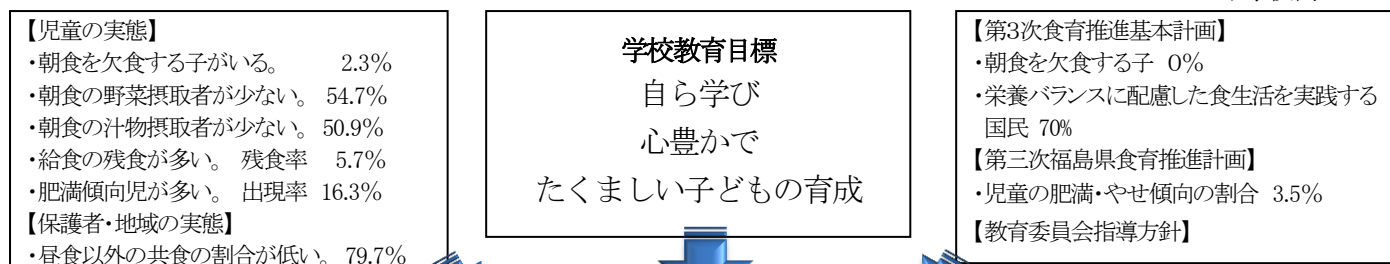 【児童の実態】
・朝食を欠食する子がいる。 2.3%
・朝食の野菜摂取者が少ない。 54.7%
・朝食の汁物摂取者が少ない。 50.9%
・給食の残食が多い。 残食率 5.7%
・肥満傾向児が多い。 出現率 16.3%
【保護者・地域の実態】
・昼食以外の共食の割合が低い。 79.7%
学校教育目標
自ら学び
心豊かで
たくましい子どもの育成
【第3次食育推進基本計画】
・朝食を欠食する子 0%
・栄養バランスに配慮した食生活を実践する
国民 70%
【第三次福島県食育推進計画】
・児童の肥満・やせ傾向の割合 3.5%
【教育委員会指導方針】